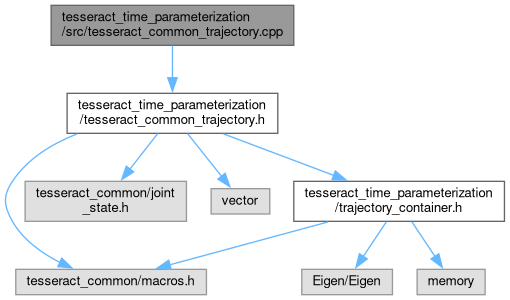 tesseract_time_parameterization
/src/tesseract_common_trajectory.cpp
tesseract_time_parameterization
/tesseract_common_trajectory.h
tesseract_common/joint
_state.h
vector
tesseract_time_parameterization
/trajectory_container.h
tesseract_common/macros.h
Eigen/Eigen
memory